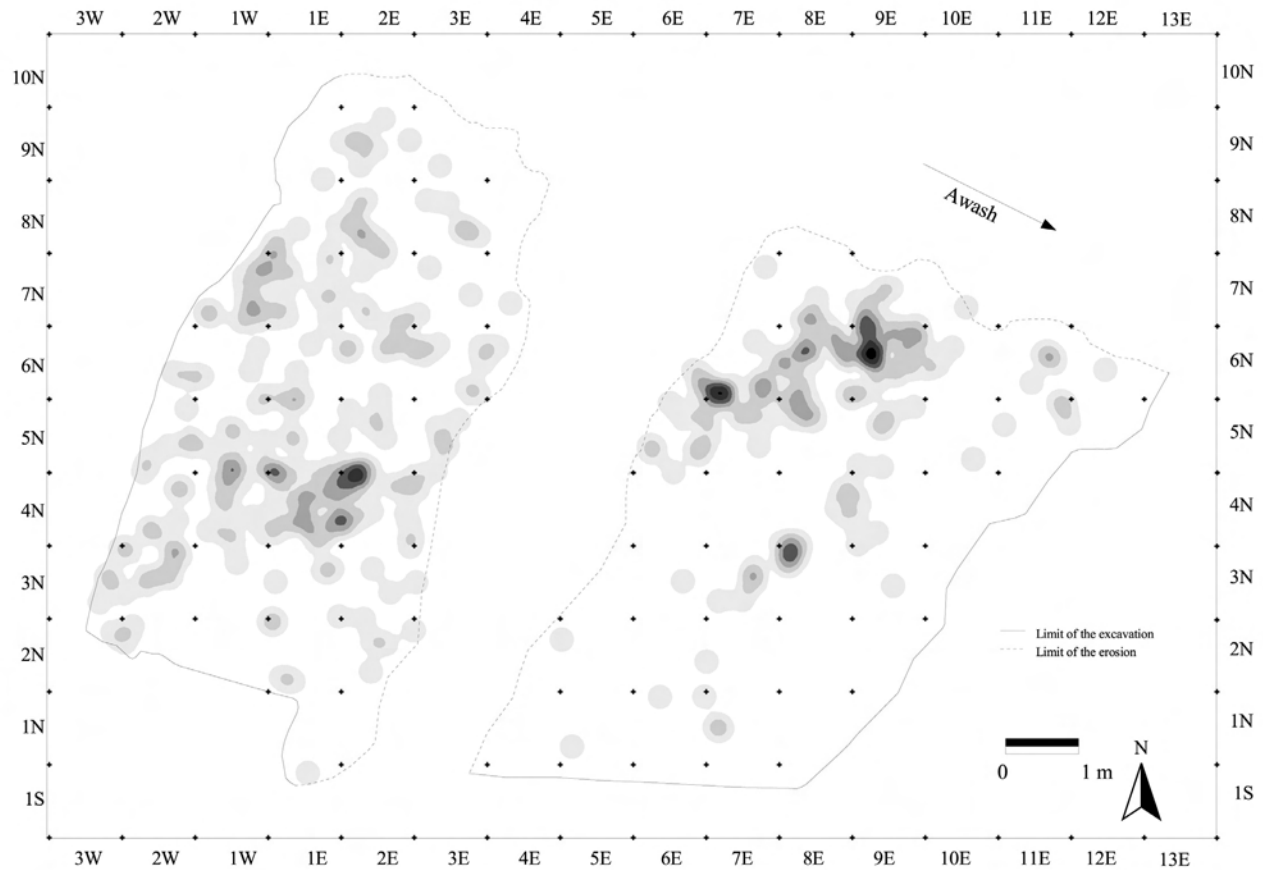 3W 2W 1W 1E 2E 3E 4E 5E 6E 7E 8E 9E 10E 11E 12E 13E
10N 10N
9N 9N
8N Awash 8N
7N 7N
6N 6N
5N 5N
4N 4N
3N 3N
Limit of the excavation
2N Limit of the erosion 2N
1N 1N
N
0 1 m
1S 1S
3W 2W 1W 1E 2E 3E 4E 5E 6E 7E 8E 9E 10E 11E 12E 13E